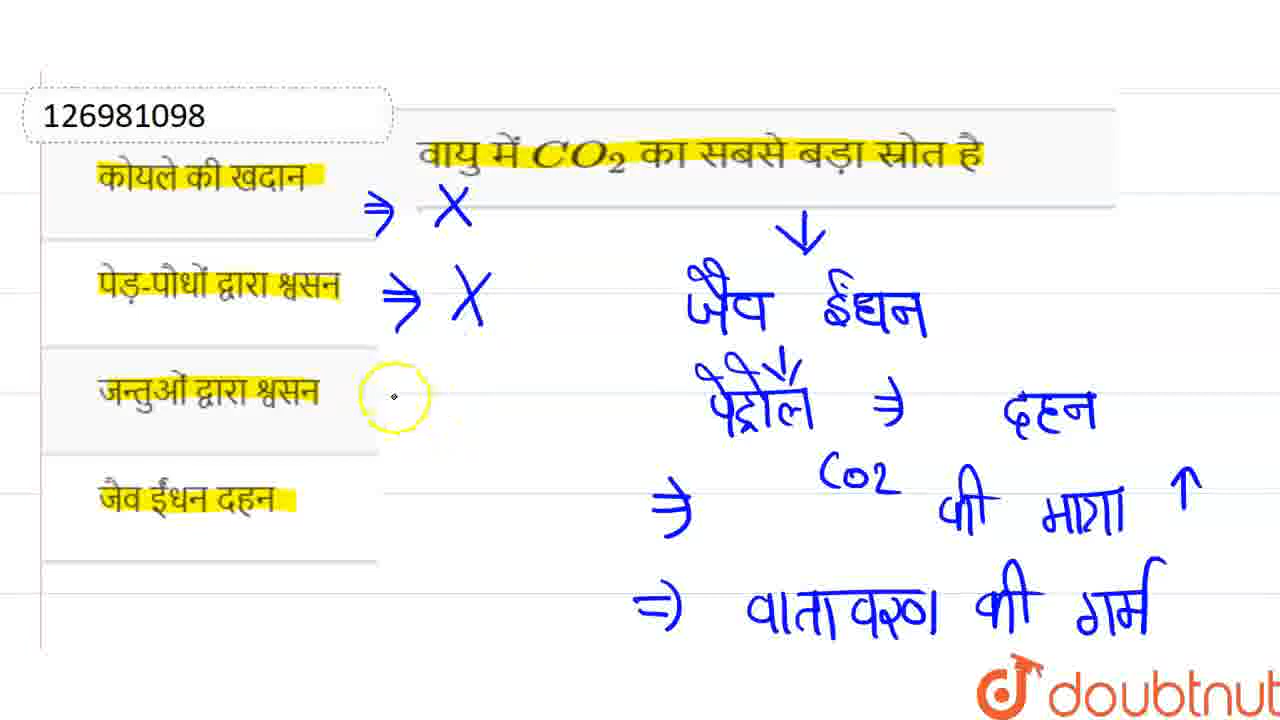 126981098
वायु में CO₂ का सबसे बड़ा स्रोत है
कोयले की खदान
⇒ X
पेड़-पोधों द्वारा श्वसन
⇒ X
जन्तुओं द्वारा श्वसन
जैव ईंधन दहन
↓
जैव ईंधन
↓
पेट्रोल ⇒ दहन
⇒ CO2 की मात्रा ↑
⇒ वातावरण की गर्म
doubtnut